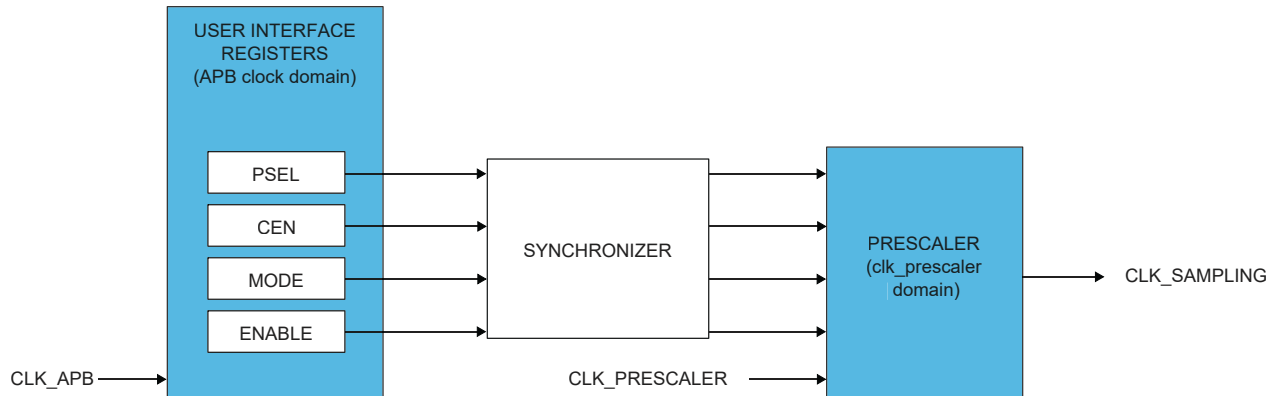 USER INTERFACE
REGISTERS
(APB clock domain)
PSEL
CEN
MODE
ENABLE
CLK_APB
SYNCHRONIZER
CLK_PRESCALER
PRESCALER
(clk_prescaler
domain)
CLK_SAMPLING